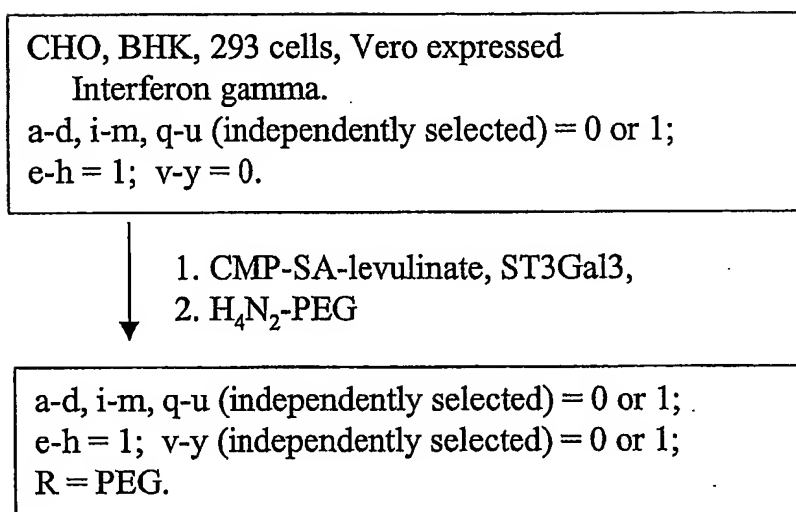 CHO, BHK, 293 cells, Vero expressed
Interferon gamma.
a-d, i-m, q-u (independently selected) = 0 or 1;
e-h = 1; v-y = 0.
1. CMP-SA-levulinate, ST3Gal3,
2. H₄N₂-PEG
a-d, i-m, q-u (independently selected) = 0 or 1;
e-h = 1; v-y (independently selected) = 0 or 1;
R = PEG.